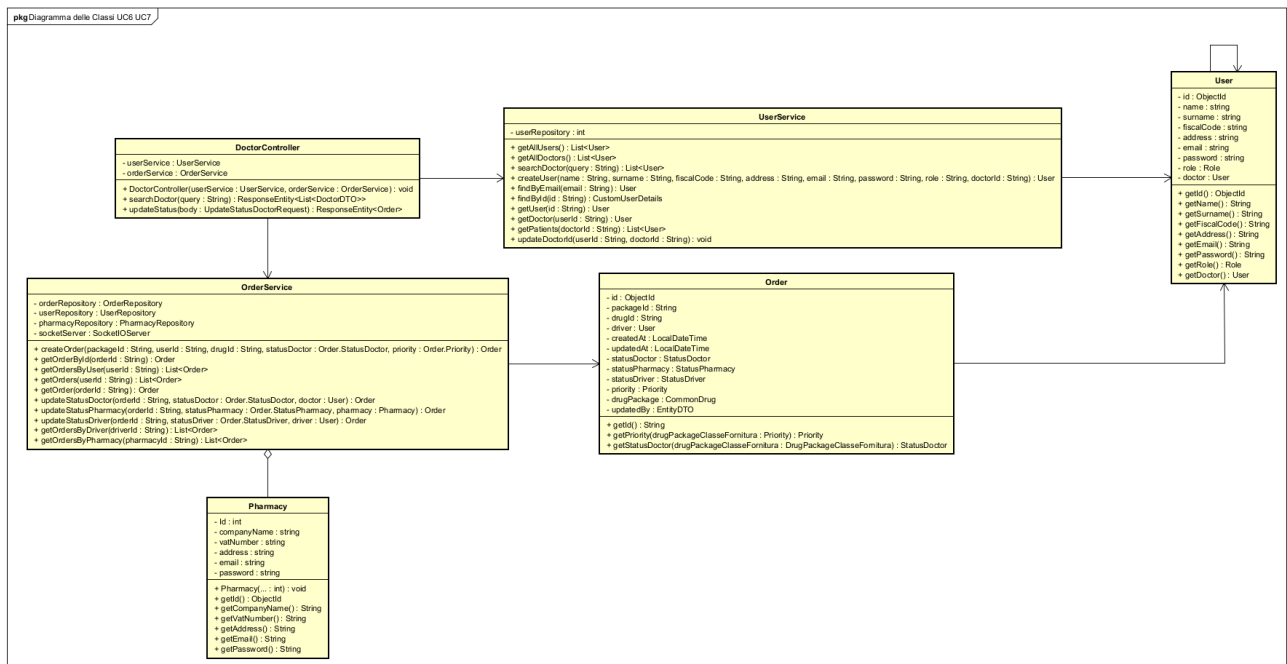 pkg Diagramma delle Classi UC6 UC7
DoctorController
- userService : UserService
- orderService : OrderService
+ DoctorController(userService : UserService, orderService : OrderService) : void
+ searchDoctor(query : String) : ResponseEntity<List<DoctorDTO>>
+ updateStatus(body : UpdateStatusDoctorRequest) : ResponseEntity<Order>
UserService
- userRepository : int
+ getAllUsers() : List<User>
+ getAllDoctors() : List<User>
+ searchDoctor(query : String) : List<User>
+ createUser(name : String, surname : String, fiscalCode : String, address : String, email : String, password : String, role : String, doctorId : String) : User
+ findByEmail(email : String) : User
+ findById(id : String) : CustomUserDetails
+ getUser(id : String) : User
+ getDoctor(userId : String) : User
+ getPatients(doctorId : String) : List<User>
+ updateDoctorId(userId : String, doctorId : String) : void
User
- id : ObjectId
- name : string
- surname : string
- fiscalCode : string
- address : string
- email : string
- password : string
- role : Role
- doctor : User
+ getId() : ObjectId
+ getName() : String
+ getSurname() : String
+ getFiscalCode() : String
+ getAddress() : String
+ getEmail() : String
+ getPassword() : String
+ getRole() : Role
+ getDoctor() : User
OrderService
- orderRepository : OrderRepository
- userRepository : UserRepository
- pharmacyRepository : PharmacyRepository
- socketServer : SocketIOServer
+ createOrder(packageId : String, userId : String, drugId : String, statusDoctor : Order.StatusDoctor, priority : Order.Priority) : Order
+ getOrderById(orderId : String) : Order
+ getOrdersByUser(userId : String) : List<Order>
+ getOrders(userId : String) : List<Order>
+ getOrder(orderId : String) : Order
+ updateStatusDoctor(orderId : String, statusDoctor : Order.StatusDoctor, doctor : User) : Order
+ updateStatusPharmacy(orderId : String, statusPharmacy : Order.StatusPharmacy, pharmacy : Pharmacy) : Order
+ updateStatusDriver(orderId : String, statusDriver : Order.StatusDriver, driver : User) : Order
+ getOrdersByDriver(driverId : String) : List<Order>
+ getOrdersByPharmacy(pharmacyId : String) : List<Order>
Order
- id : ObjectId
- packageId : String
- drugId : String
- driver : User
- createdAt : LocalDateTime
- updatedAt : LocalDateTime
- statusDoctor : StatusDoctor
- statusPharmacy : StatusPharmacy
- statusDriver : StatusDriver
- priority : Priority
- drugPackage : CommonDrug
- updatedBy : EntityDTO
+ getId() : String
+ getPriority(drugPackageClasseFornitura : Priority) : Priority
+ getStatusDoctor(drugPackageClasseFornitura : DrugPackageClasseFornitura) : StatusDoctor
Pharmacy
- Id : int
- companyName : string
- vatNumber : string
- address : string
- email : string
- password : string
+ Pharmacy(... : int) : void
+ getId() : ObjectId
+ getCompanyName() : String
+ getVatNumber() : String
+ getAddress() : String
+ getEmail() : String
+ getPassword() : String